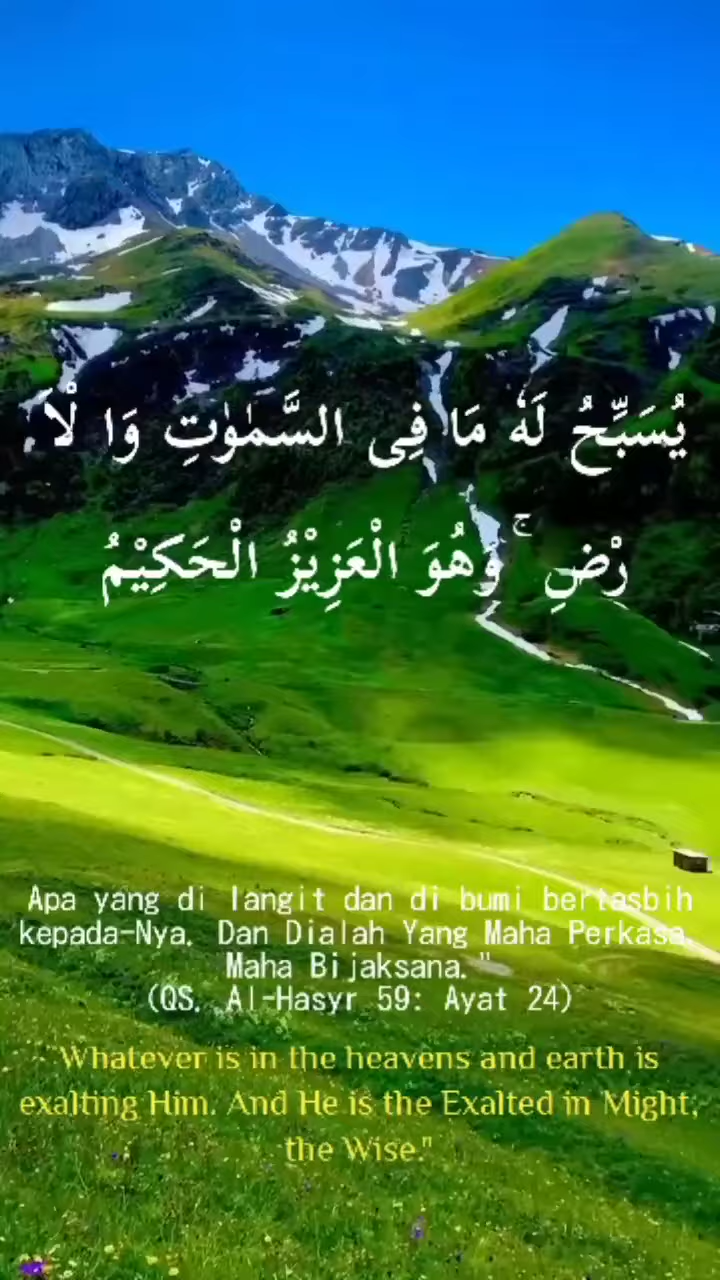 يُسَبِّحُ لَهٗ مَا فِى السَّمٰوٰتِ وَا لْاَ
رْضِ ۚ وَهُوَ الْعَزِيْزُ الْحَكِيْمُ
Apa yang di langit dan di bumi bertasbih
kepada-Nya. Dan Dialah Yang Maha Perkasa,
Maha Bijaksana."
(QS. Al-Hasyr 59: Ayat 24)
Whatever is in the heavens and earth is
exalting Him. And He is the Exalted in Might,
the Wise."